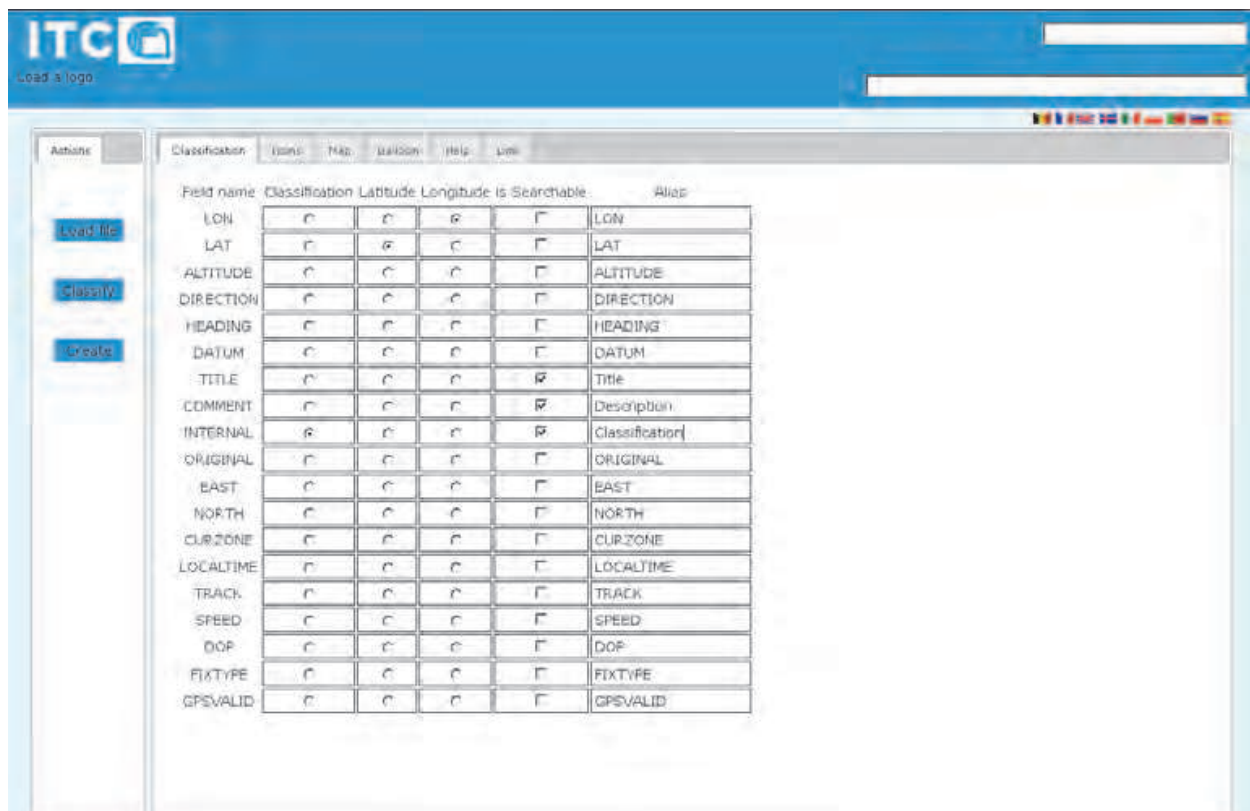 ITC
Load a logo
Actions
Classification Icons Map Balloon Help Link
Load file
Classify
Create
Field name Classification Latitude Longitude is Searchable Alias
LON LON
LAT LAT
ALTITUDE ALTITUDE
DIRECTION DIRECTION
HEADING HEADING
DATUM DATUM
TITLE Title
COMMENT Description
INTERNAL Classification
ORIGINAL ORIGINAL
EAST EAST
NORTH NORTH
CURZONE CURZONE
LOCALTIME LOCALTIME
TRACK TRACK
SPEED SPEED
DOP DOP
FIXTYPE FIXTYPE
GPSVALID GPSVALID